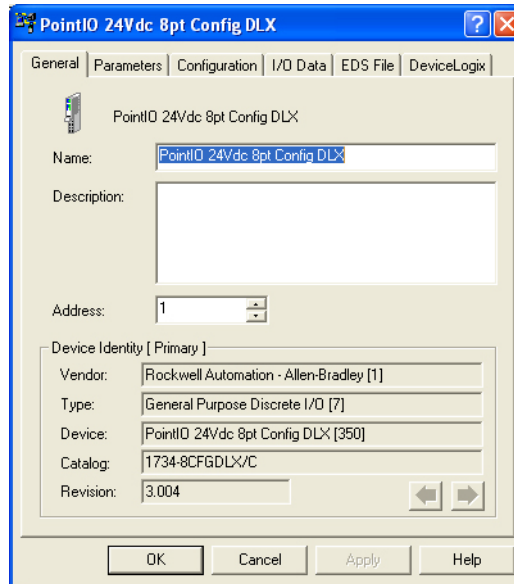 PointIO 24Vdc 8pt Config DLX
General Parameters Configuration I/O Data EDS File DeviceLogix
PointIO 24Vdc 8pt Config DLX
Name: PointIO 24Vdc 8pt Config DLX
Description:
Address: 1
Device Identity [ Primary ]
Vendor: Rockwell Automation - Allen-Bradley [1]
Type: General Purpose Discrete I/O [7]
Device: PointIO 24Vdc 8pt Config DLX [350]
Catalog: 1734-8CFGDLX/C
Revision: 3.004
OK Cancel Apply Help